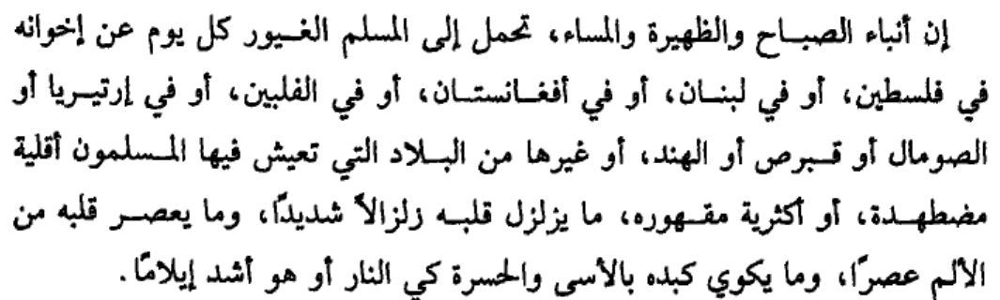 إن أنباء الصباح والظهيرة والمساء، تحمل إلى المسلم الغيور كل يوم عن إخوانه
في فلسطين، أو في لبنان، أو في أفغانستان، أو في الفلبين، أو في إرتيريا أو
الصومال أو قبرص أو الهند، أو غيرها من البلاد التي تعيش فيها المسلمون أقلية
مضطهدة، أو أكثرية مقهوره، ما يزلزل قلبه زلزالاً شديدًا، وما يعصر قلبه من
الألم عصرًا، وما يكوي كبده بالأسى والحسرة كي النار أو هو أشد إيلامًا.